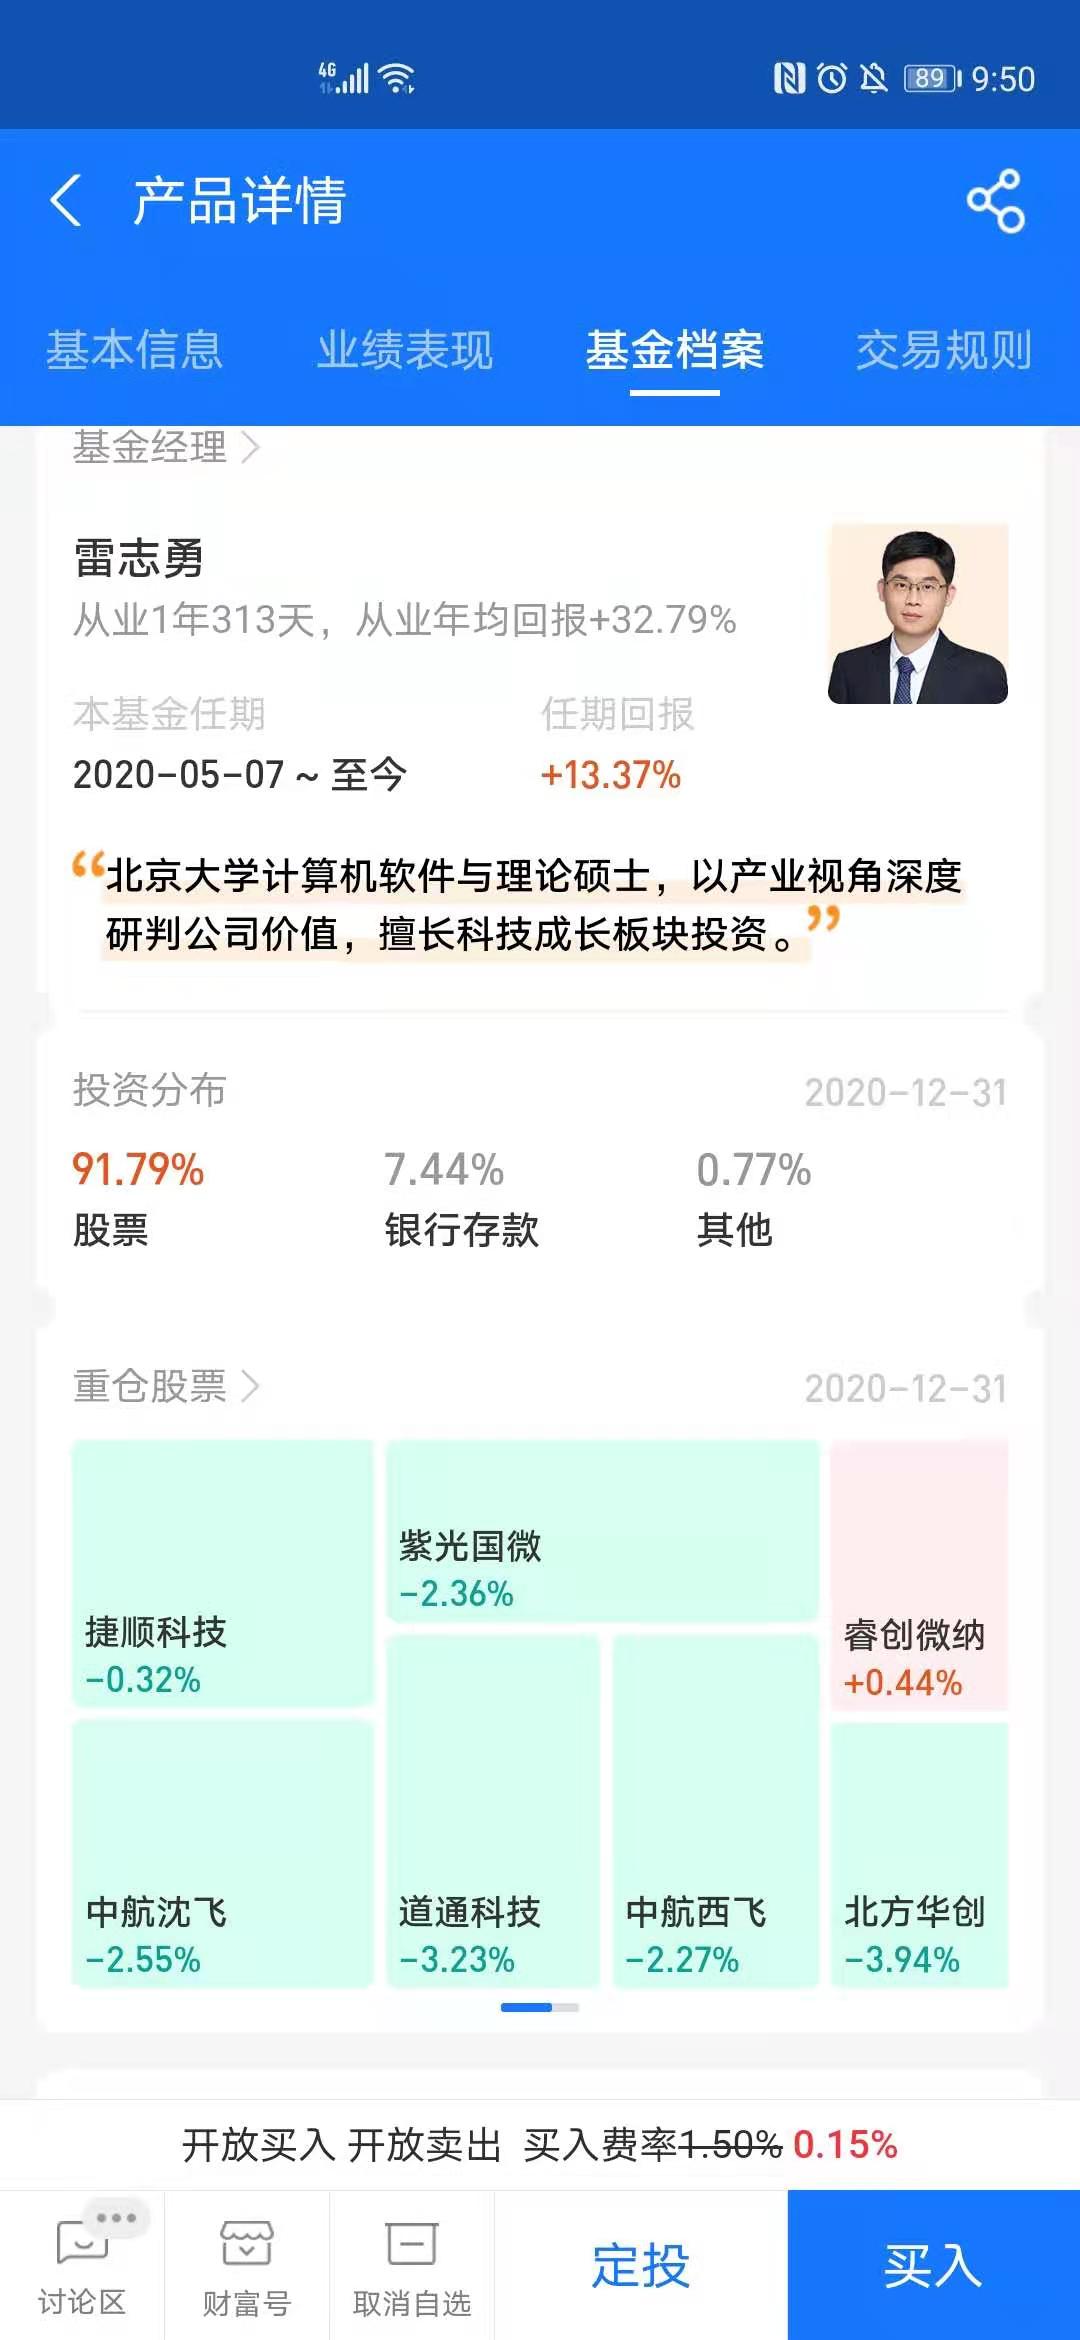 4G 89 9:50
产品详情
基本信息 业绩表现 基金档案 交易规则
基金经理
雷志勇
从业1年313天，从业年均回报+32.79%
本基金任期 任期回报
2020-05-07 ~ 至今 +13.37%
“北京大学计算机软件与理论硕士，以产业视角深度
研判公司价值，擅长科技成长板块投资。”
投资分布 2020-12-31
91.79% 7.44% 0.77%
股票 银行存款 其他
重仓股票 2020-12-31
紫光国微
-2.36%
捷顺科技 睿创微纳
-0.32% +0.44%
中航沈飞 道通科技 中航西飞 北方华创
-2.55% -3.23% -2.27% -3.94%
开放买入 开放卖出 买入费率1.50% 0.15%
讨论区 财富号 取消自选 定投 买入